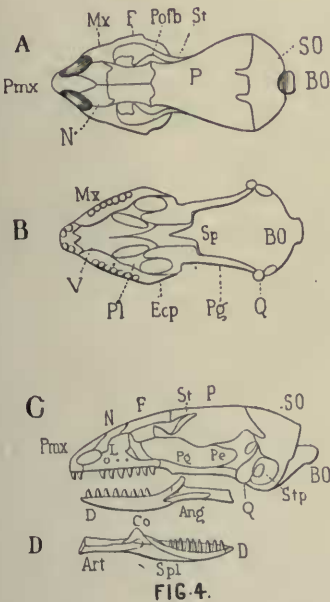 A
Mx F Pofb St
SO
P
BO
Pmx
N
Mx
B
Sp BO
V
Pl Ecp Pg Q
C
F St P
N SO
Pmx L
BO
Pe
Stp
Q
D Ang
D Co
D
Art Spl
FIG.4.